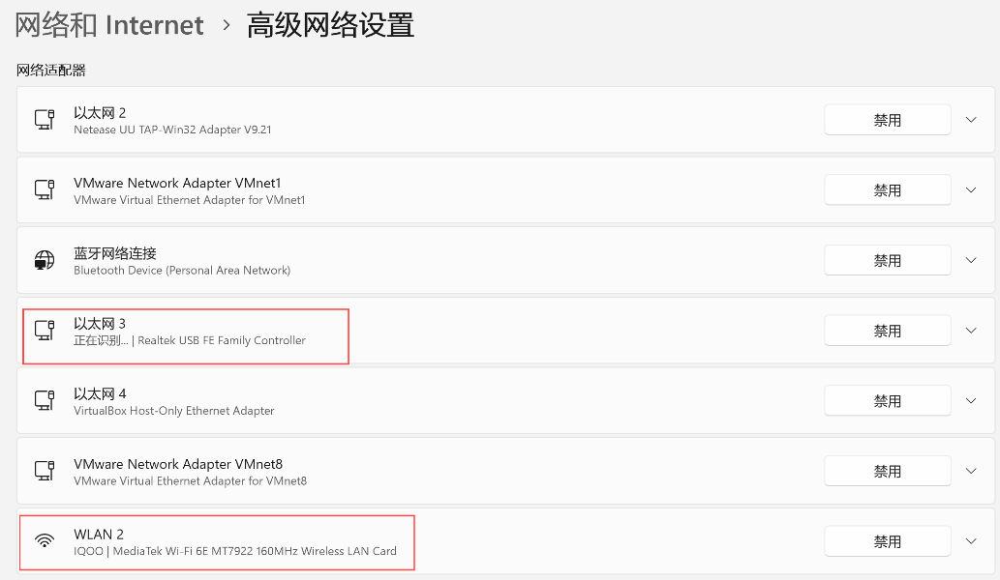 网络和 Internet › 高级网络设置
网络适配器
以太网 2
Netease UU TAP-Win32 Adapter V9.21
禁用
VMware Network Adapter VMnet1
VMware Virtual Ethernet Adapter for VMnet1
禁用
蓝牙网络连接
Bluetooth Device (Personal Area Network)
禁用
以太网 3
正在识别... | Realtek USB FE Family Controller
禁用
以太网 4
VirtualBox Host-Only Ethernet Adapter
禁用
VMware Network Adapter VMnet8
VMware Virtual Ethernet Adapter for VMnet8
禁用
WLAN 2
IQOO | MediaTek Wi-Fi 6E MT7922 160MHz Wireless LAN Card
禁用